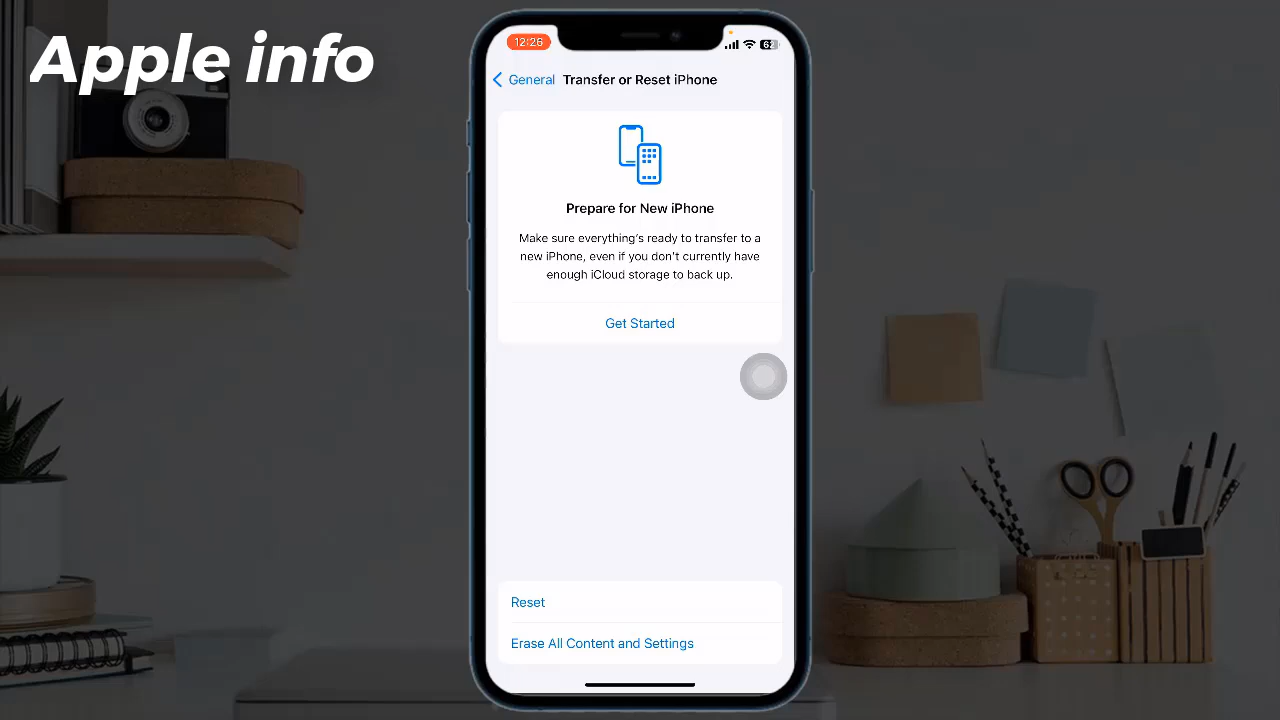 Apple info
12:26
62
General Transfer or Reset iPhone
Prepare for New iPhone
Make sure everything's ready to transfer to a
new iPhone, even if you don't currently have
enough iCloud storage to back up.
Get Started
Reset
Erase All Content and Settings